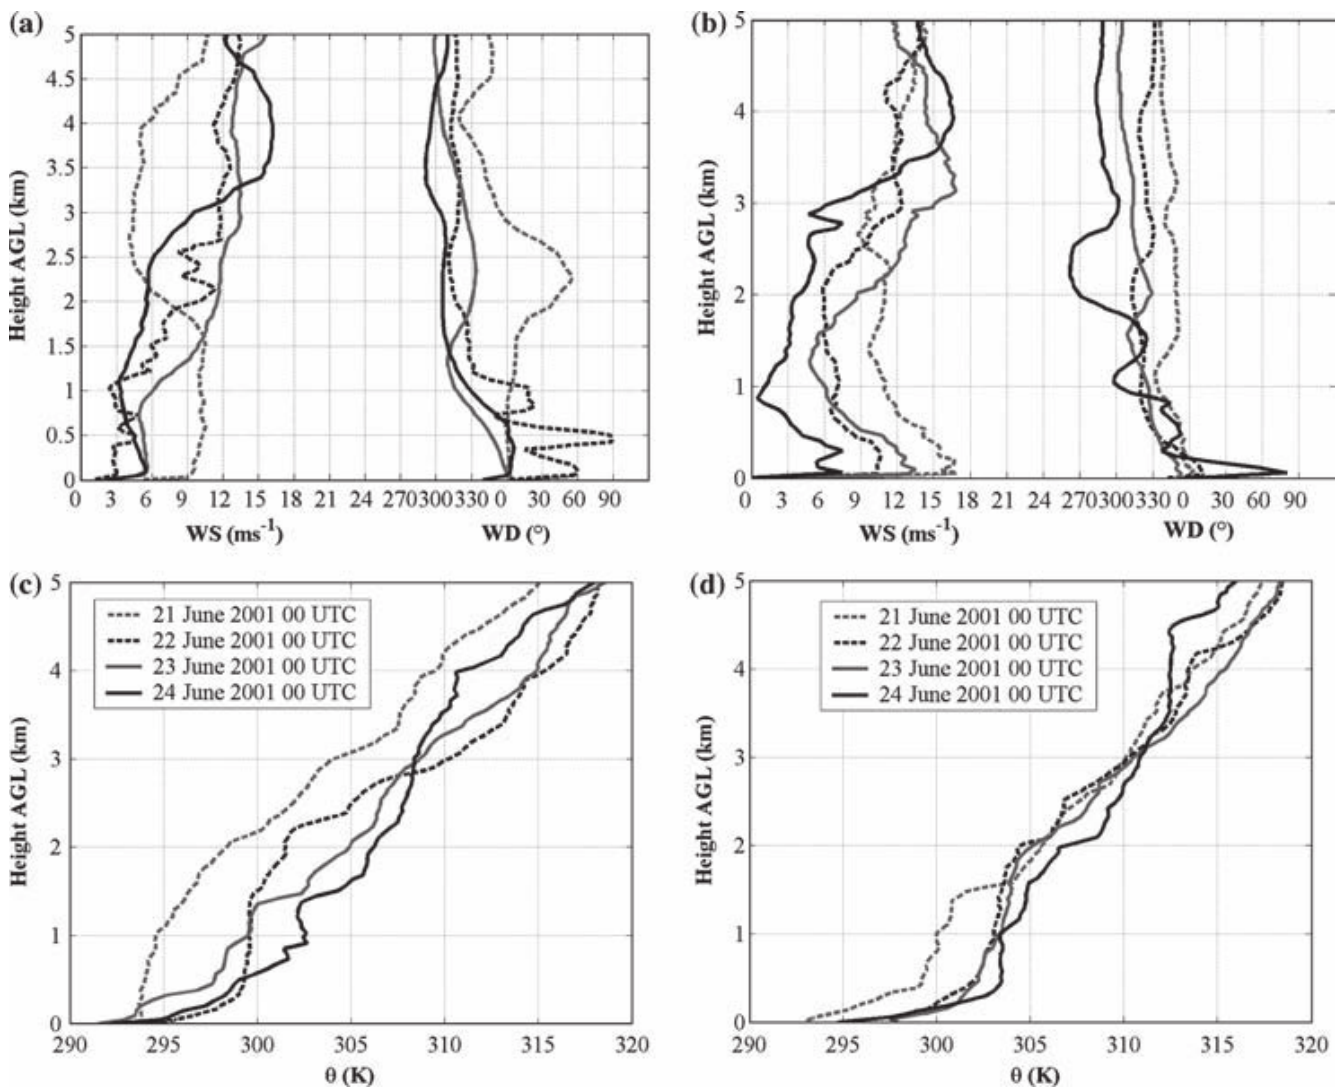 (a)
5
4.5
4
3.5
3
2.5
2
1.5
1
0.5
0
Height AGL (km)
3 6 9 12 15 18 21 24 270 300 330 0 30 60 90
WS (ms⁻¹) WD (°)
(b)
5
4
3
2
1
0
Height AGL (km)
0 3 6 9 12 15 18 21 24 270 300 330 0 30 60 90
WS (ms⁻¹) WD (°)
(c)
5
4
3
2
1
0
Height AGL (km)
21 June 2001 00 UTC
22 June 2001 00 UTC
23 June 2001 00 UTC
24 June 2001 00 UTC
290 295 300 305 310 315 320
θ (K)
(d)
5
4
3
2
1
0
Height AGL (km)
21 June 2001 00 UTC
22 June 2001 00 UTC
23 June 2001 00 UTC
24 June 2001 00 UTC
290 295 300 305 310 315 320
θ (K)